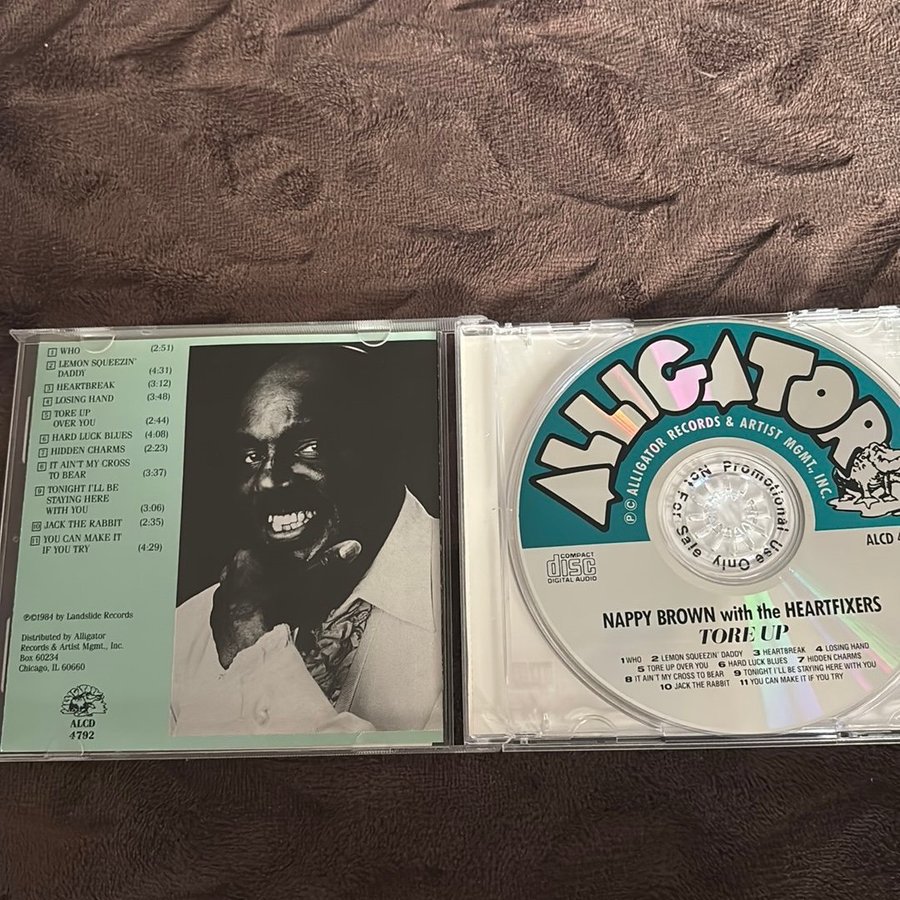 1 WHO (2:51)
2 LEMON SQUEEZIN'
DADDY (4:31)
3 HEARTBREAK (3:12)
4 LOSING HAND (3:48)
5 TORE UP
OVER YOU (2:44)
6 HARD LUCK BLUES (4:08)
7 HIDDEN CHARMS (2:23)
8 IT AIN'T MY CROSS
TO BEAR (3:37)
9 TONIGHT I'LL BE
STAYING HERE
WITH YOU (3:06)
10 JACK THE RABBIT (2:35)
11 YOU CAN MAKE IT
IF YOU TRY (4:29)
℗©1984 by Landslide Records
Distributed by Alligator
Records & Artist Mgmt., Inc.
Box 60234
Chicago, IL 60660
ALCD
4792
ALLIGATOR
℗© ALLIGATOR RECORDS & ARTIST MGMT., INC.
Promotional Use Only Not For Sale
COMPACT
disc
DIGITAL AUDIO
ALCD 4
NAPPY BROWN with the HEARTFIXERS
TORE UP
1 WHO 2 LEMON SQUEEZIN' DADDY 3 HEARTBREAK 4 LOSING HAND
5 TORE UP OVER YOU 6 HARD LUCK BLUES 7 HIDDEN CHARMS
8 IT AIN'T MY CROSS TO BEAR 9 TONIGHT I'LL BE STAYING HERE WITH YOU
10 JACK THE RABBIT 11 YOU CAN MAKE IT IF YOU TRY